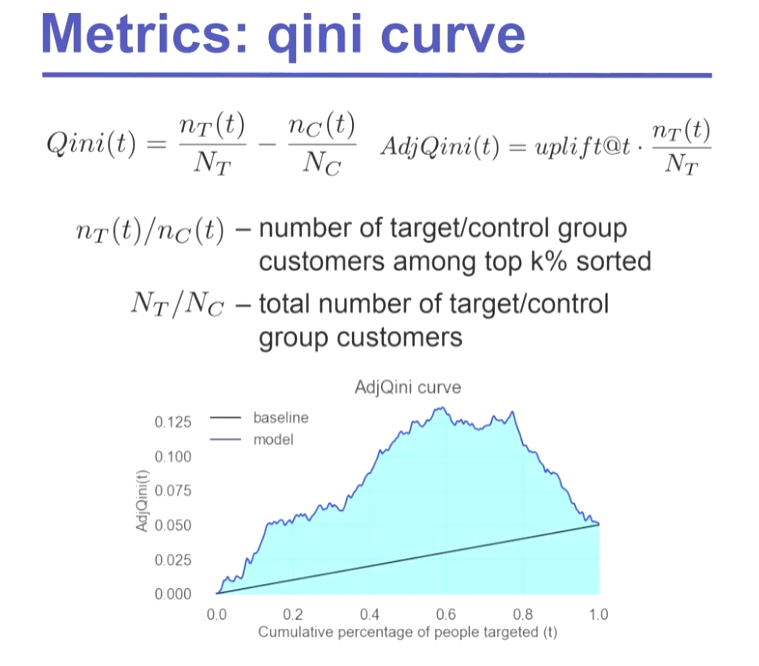 Metrics: qini curve
Qini(t) = n_T(t)/N_T − n_C(t)/N_C   AdjQini(t) = uplift@t · n_T(t)/N_T
n_T(t)/n_C(t) – number of target/control group
customers among top k% sorted
N_T/N_C – total number of target/control
group customers
AdjQini curve
baseline
model
AdjQini(t)
0.125
0.100
0.075
0.050
0.025
0.000
0.0 0.2 0.4 0.6 0.8 1.0
Cumulative percentage of people targeted (t)